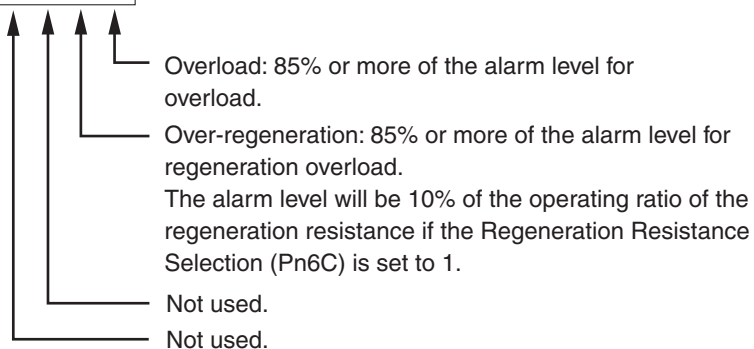 Overload: 85% or more of the alarm level for
overload.
Over-regeneration: 85% or more of the alarm level for
regeneration overload.
The alarm level will be 10% of the operating ratio of the
regeneration resistance if the Regeneration Resistance
Selection (Pn6C) is set to 1.
Not used.
Not used.